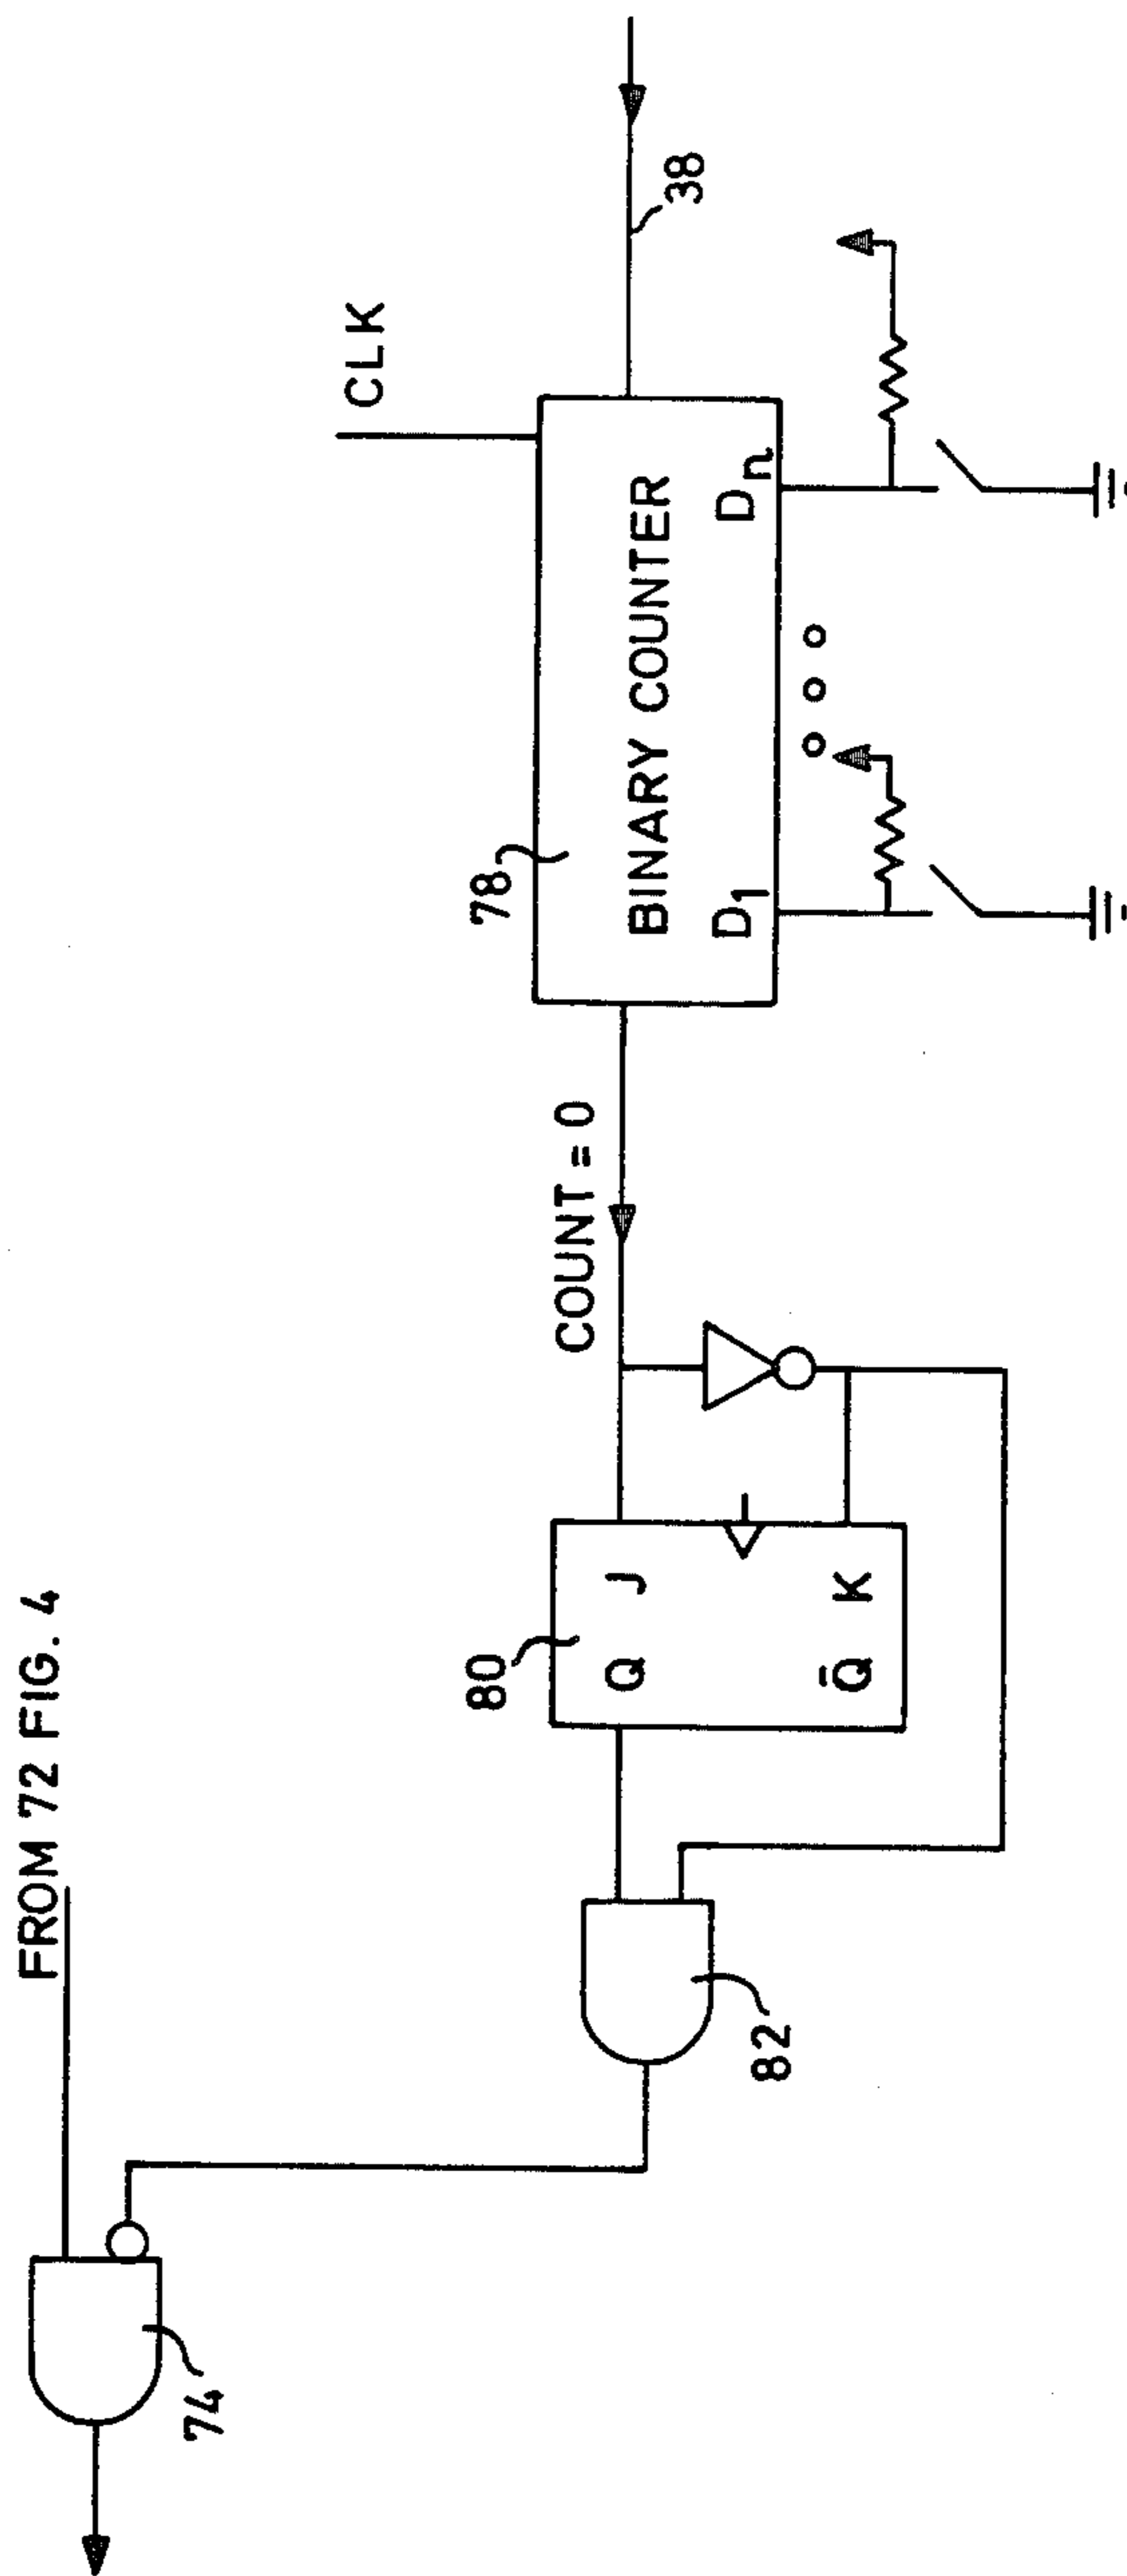 FROM 72 FIG. 4
74
82
80
Q J
Q̄ K
COUNT = 0
78
BINARY COUNTER
D1
Dn
CLK
38